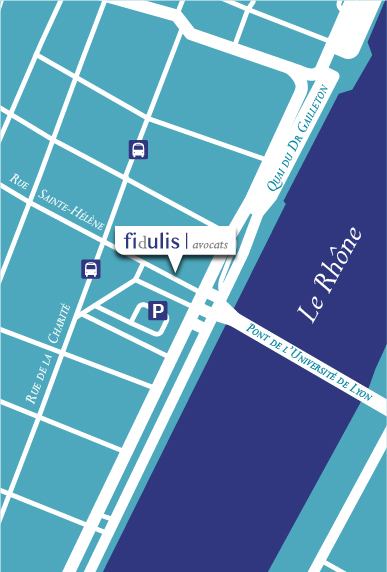 Quai du Dr Gailleton
Rue Sainte-Hélène
fidulis | avocats
Le Rhône
P
Rue de la Charité
Pont de l'Université de Lyon